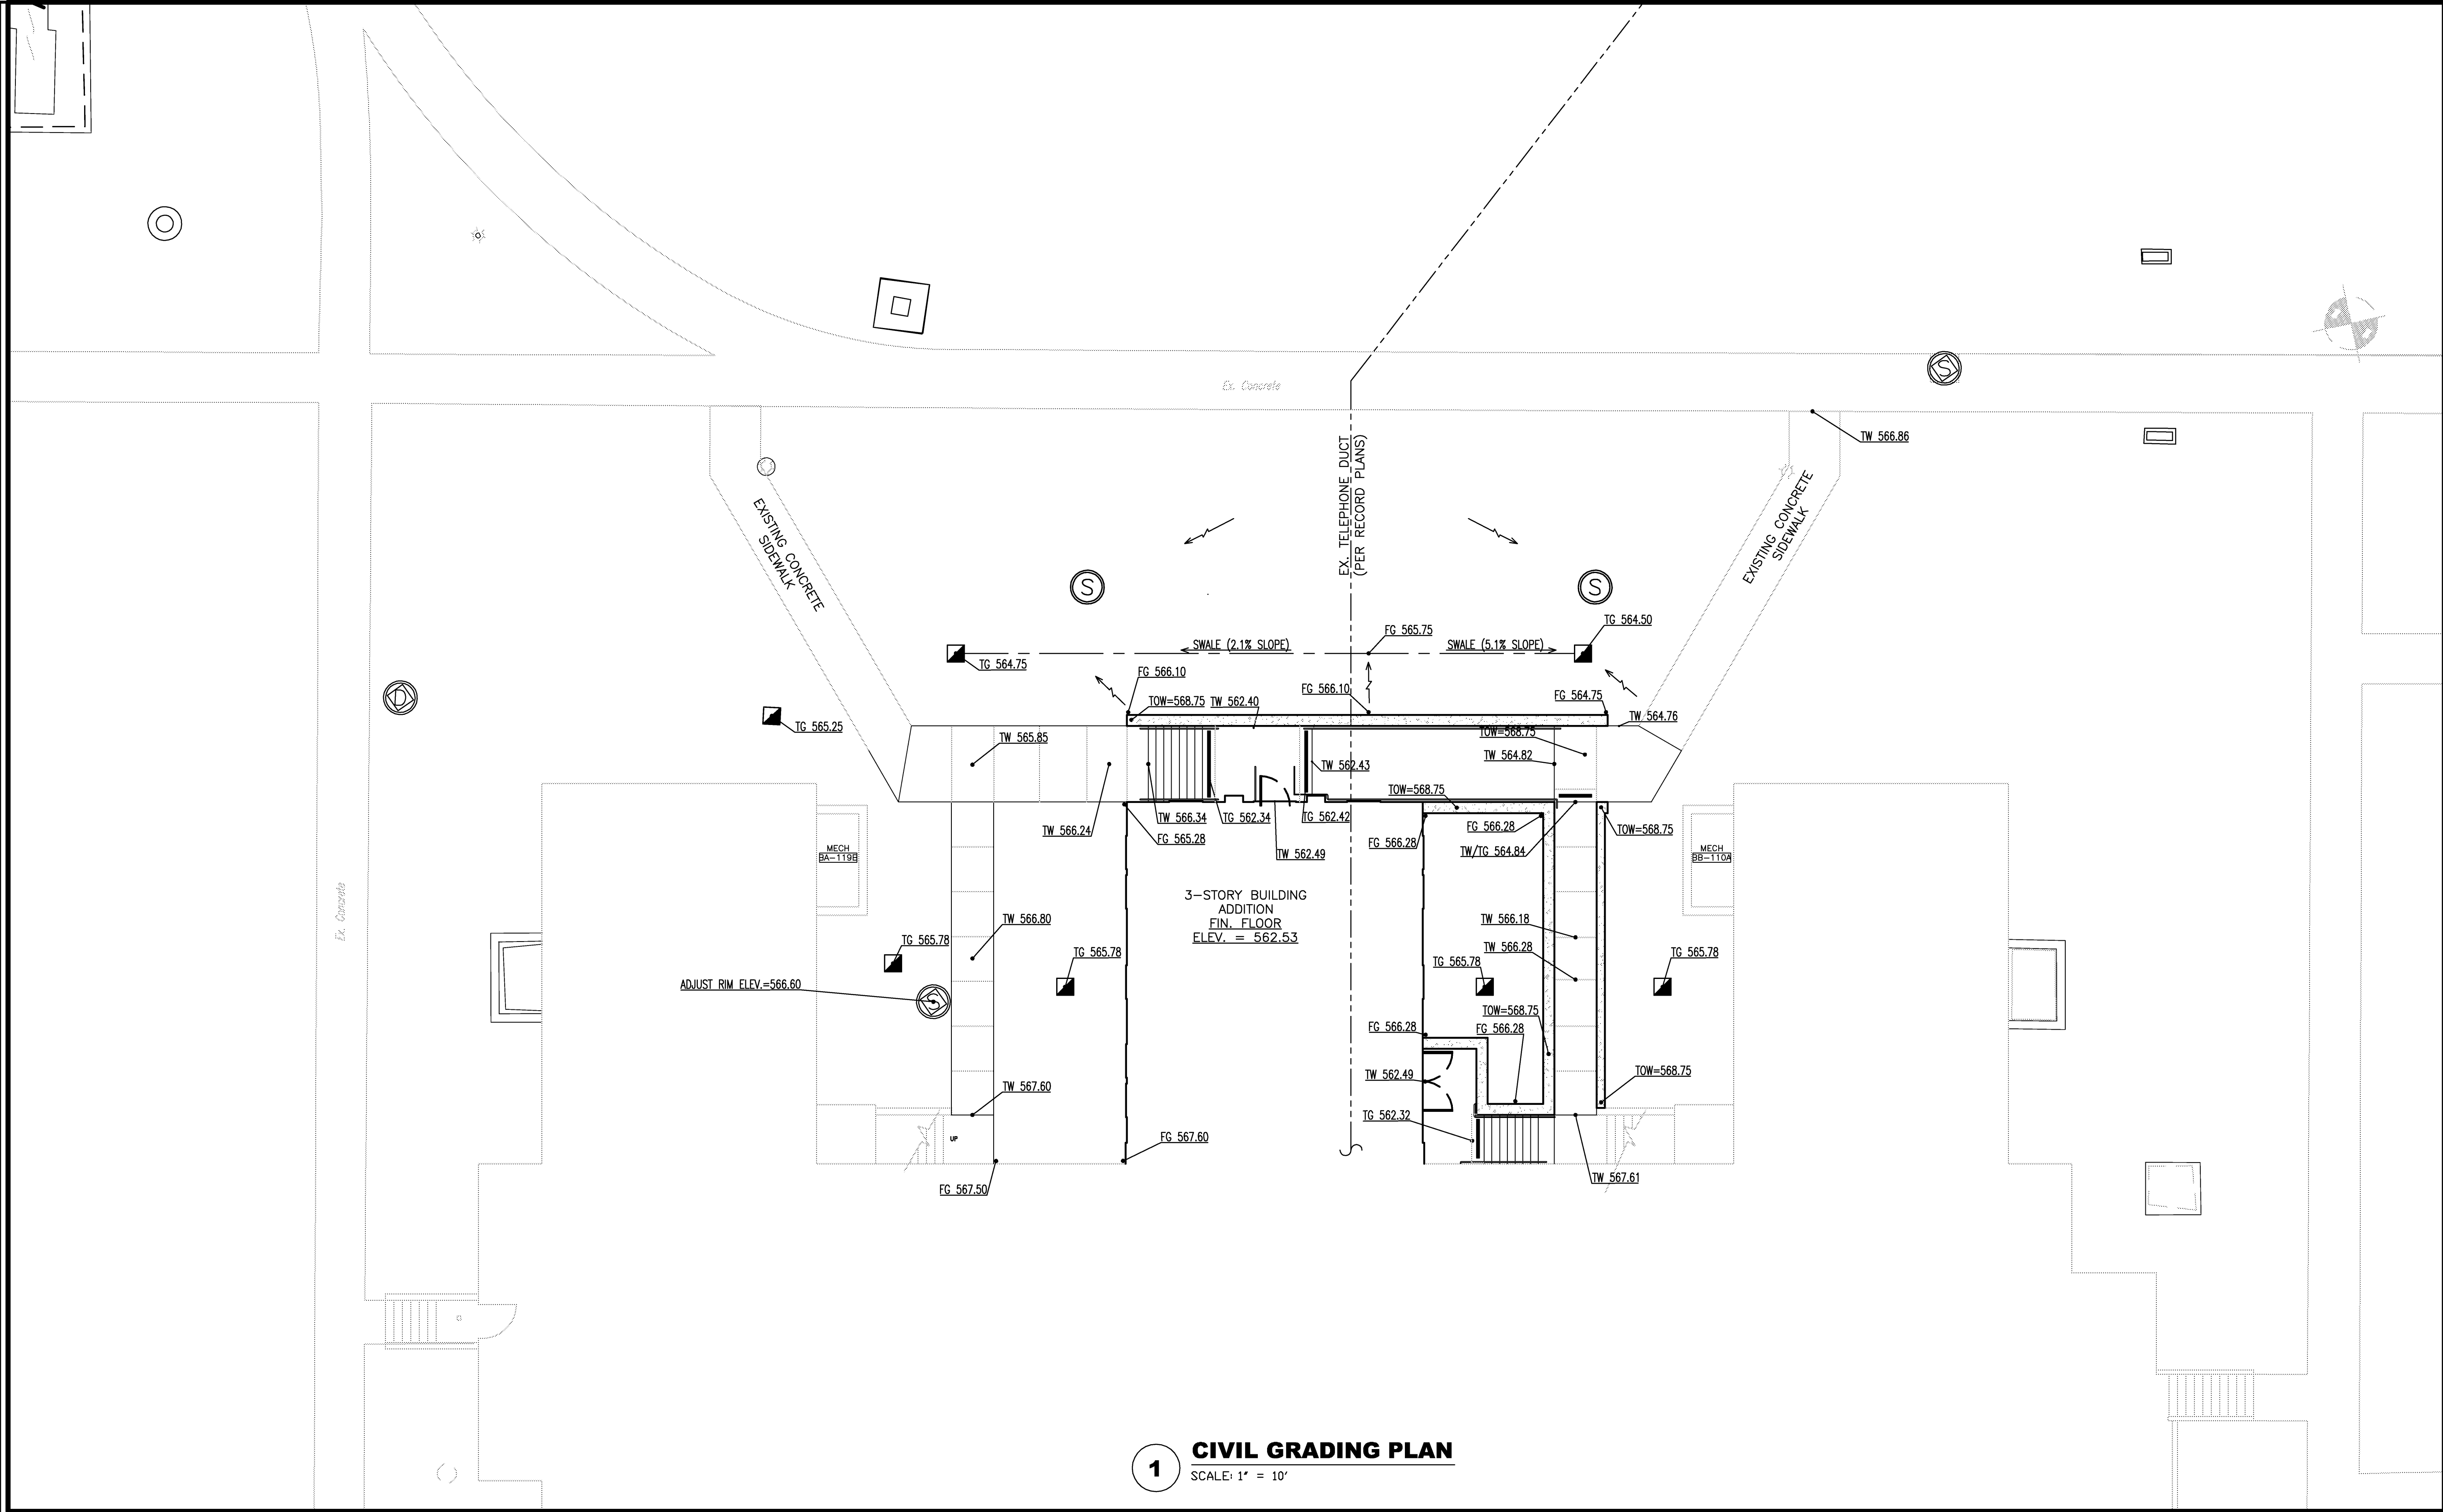 Ex. Concrete
TW 566.86
EX. TELEPHONE DUCT
(PER RECORD PLANS)
EXISTING CONCRETE
SIDEWALK
EXISTING CONCRETE
SIDEWALK
S
S
S
TG 564.50
FG 565.75
SWALE (2.1% SLOPE)
SWALE (5.1% SLOPE)
TG 564.75
FG 566.10
FG 566.10
FG 564.75
TOW=568.75
TW 562.40
D
TG 565.25
TW 564.76
TW 565.85
TOW=568.75
TW 564.82
TW 562.43
TOW=568.75
TW 566.24
TW 566.34
TG 562.34
TG 562.42
FG 565.28
FG 566.28
FG 566.28
TOW=568.75
TW/TG 564.84
TW 562.49
MECH
BA-119B
MECH
BB-110A
3-STORY BUILDING
ADDITION
FIN. FLOOR
ELEV. = 562.53
Ex. Concrete
TW 566.80
TW 566.18
TG 565.78
TG 565.78
TW 566.28
TG 565.78
TG 565.78
ADJUST RIM ELEV.=566.60
S
TOW=568.75
FG 566.28
FG 566.28
TW 562.49
TOW=568.75
TW 567.60
TG 562.32
UP
FG 567.60
TW 567.61
FG 567.50
1
CIVIL GRADING PLAN
SCALE: 1" = 10'